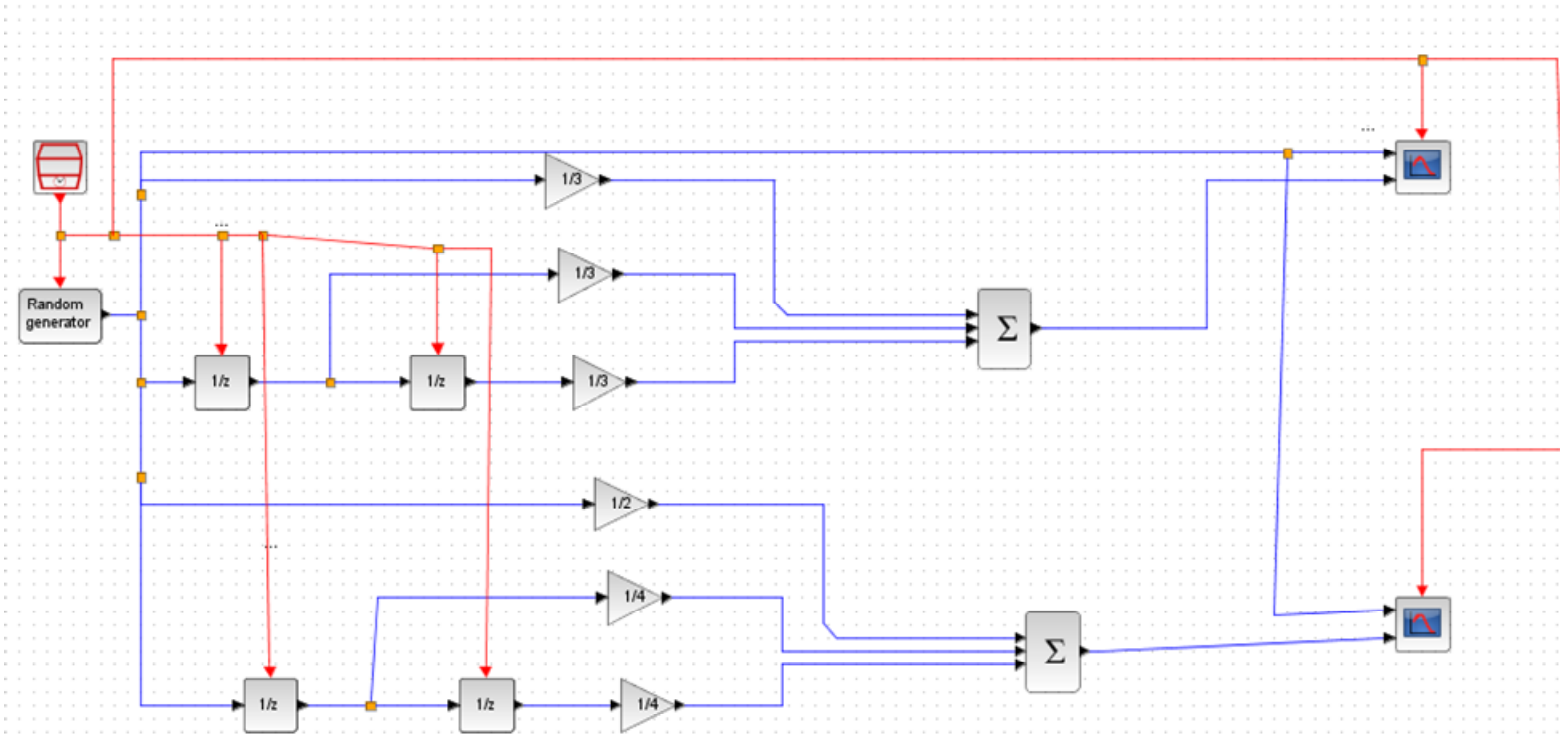 ...
1/3
...
1/3
Random
generator
Σ
1/z
1/z
1/3
1/2
...
1/4
Σ
1/z
1/z
1/4